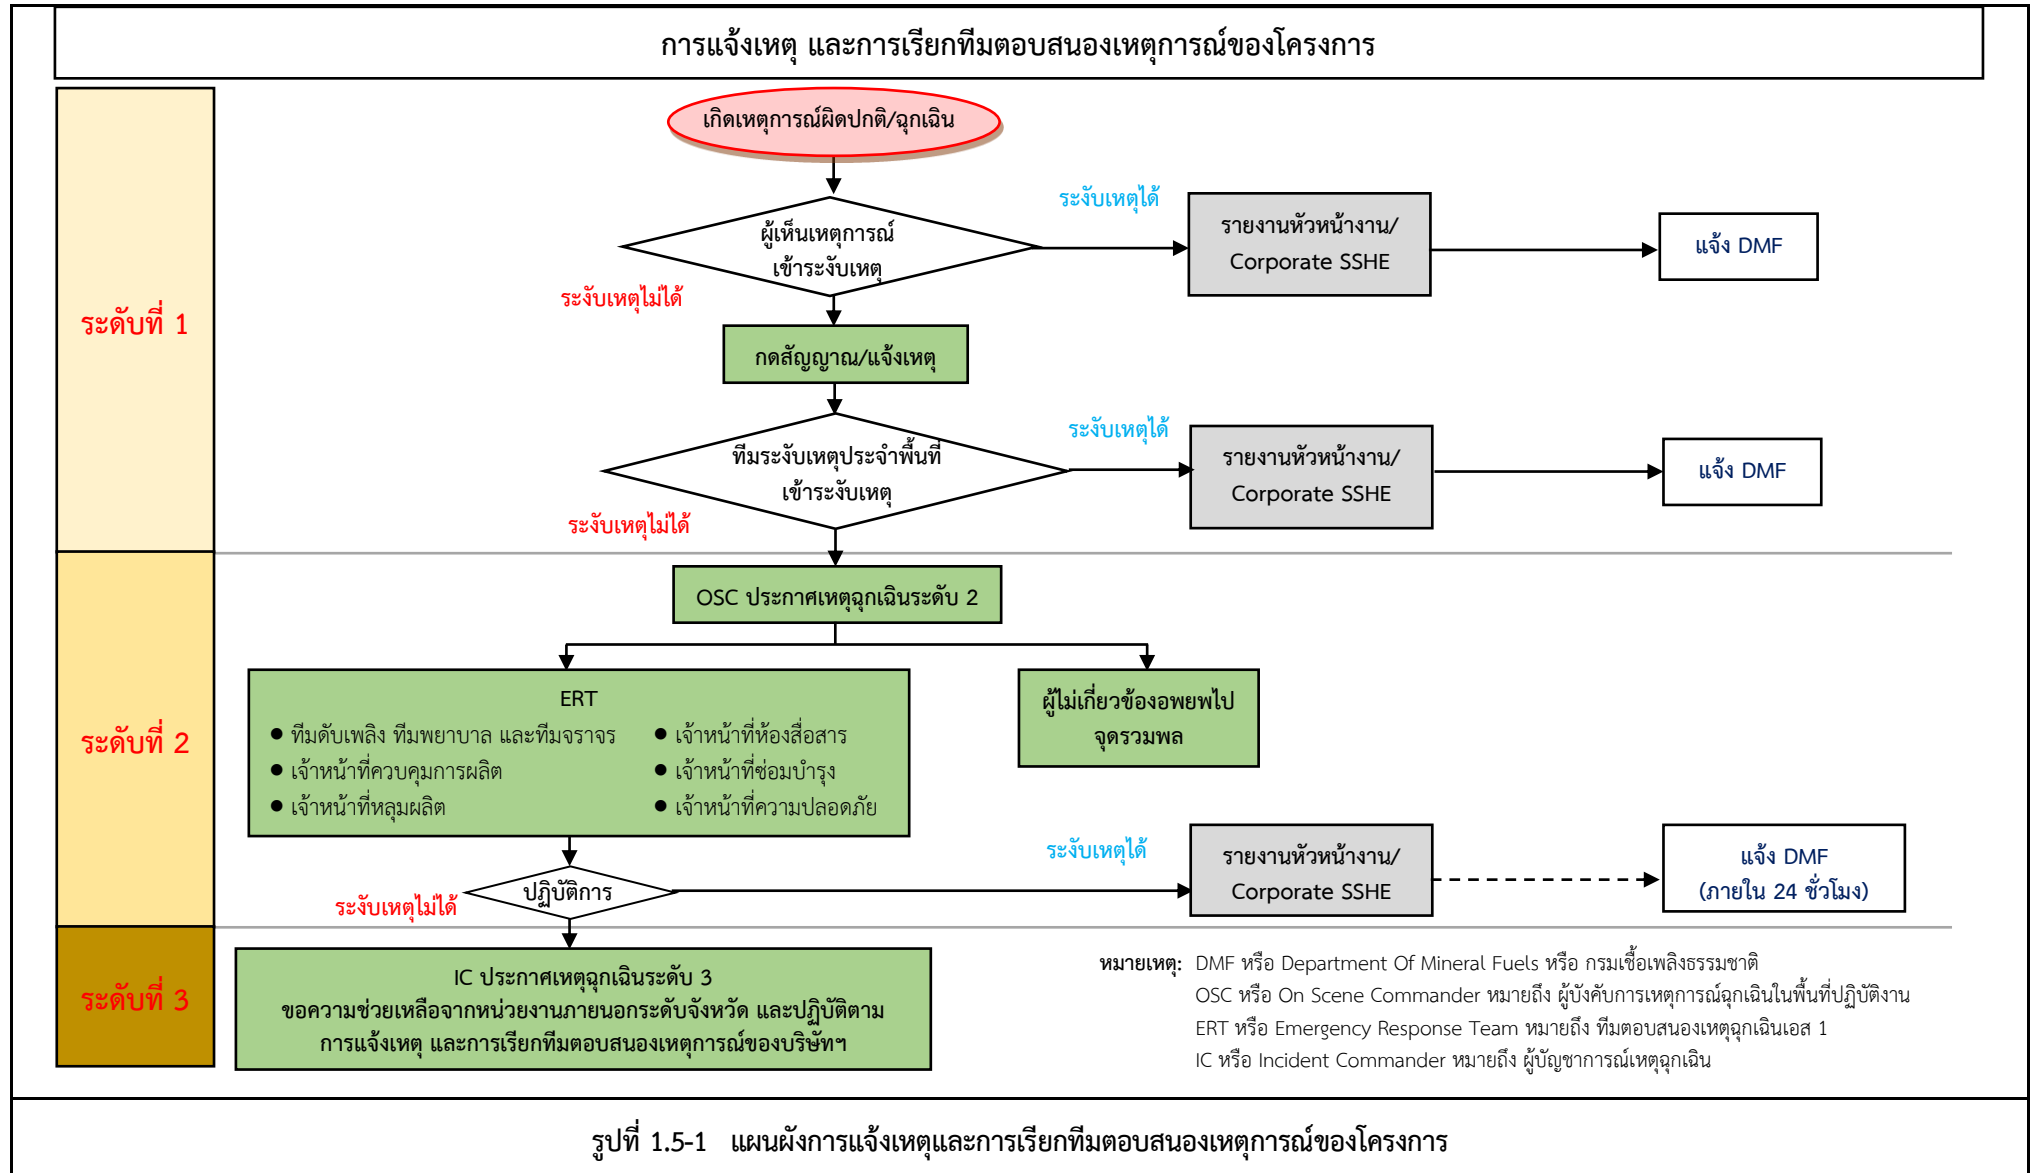 การแจ้งเหตุ และการเรียกทีมตอบสนองเหตุการณ์ของโครงการ
ระดับที่ 1
เกิดเหตุการณ์ผิดปกติ/ฉุกเฉิน
ผู้เห็นเหตุการณ์
เข้าระงับเหตุ
ระงับเหตุได้
รายงานหัวหน้างาน/
Corporate SSHE
แจ้ง DMF
ระงับเหตุไม่ได้
กดสัญญาณ/แจ้งเหตุ
ทีมระงับเหตุประจำพื้นที่
เข้าระงับเหตุ
ระงับเหตุได้
รายงานหัวหน้างาน/
Corporate SSHE
แจ้ง DMF
ระงับเหตุไม่ได้
ระดับที่ 2
OSC ประกาศเหตุฉุกเฉินระดับ 2
ERT
● ทีมดับเพลิง ทีมพยาบาล และทีมจราจร
● เจ้าหน้าที่ควบคุมการผลิต
● เจ้าหน้าที่หลุมผลิต
● เจ้าหน้าที่ห้องสื่อสาร
● เจ้าหน้าที่ซ่อมบำรุง
● เจ้าหน้าที่ความปลอดภัย
ผู้ไม่เกี่ยวข้องอพยพไป
จุดรวมพล
ปฏิบัติการ
ระงับเหตุได้
รายงานหัวหน้างาน/
Corporate SSHE
แจ้ง DMF
(ภายใน 24 ชั่วโมง)
ระงับเหตุไม่ได้
ระดับที่ 3
IC ประกาศเหตุฉุกเฉินระดับ 3
ขอความช่วยเหลือจากหน่วยงานภายนอกระดับจังหวัด และปฏิบัติตาม
การแจ้งเหตุ และการเรียกทีมตอบสนองเหตุการณ์ของบริษัทฯ
หมายเหตุ: DMF หรือ Department Of Mineral Fuels หรือ กรมเชื้อเพลิงธรรมชาติ
OSC หรือ On Scene Commander หมายถึง ผู้บังคับการเหตุการณ์ฉุกเฉินในพื้นที่ปฏิบัติงาน
ERT หรือ Emergency Response Team หมายถึง ทีมตอบสนองเหตุฉุกเฉินเอส 1
IC หรือ Incident Commander หมายถึง ผู้บัญชาการณ์เหตุฉุกเฉิน
รูปที่ 1.5-1 แผนผังการแจ้งเหตุและการเรียกทีมตอบสนองเหตุการณ์ของโครงการ